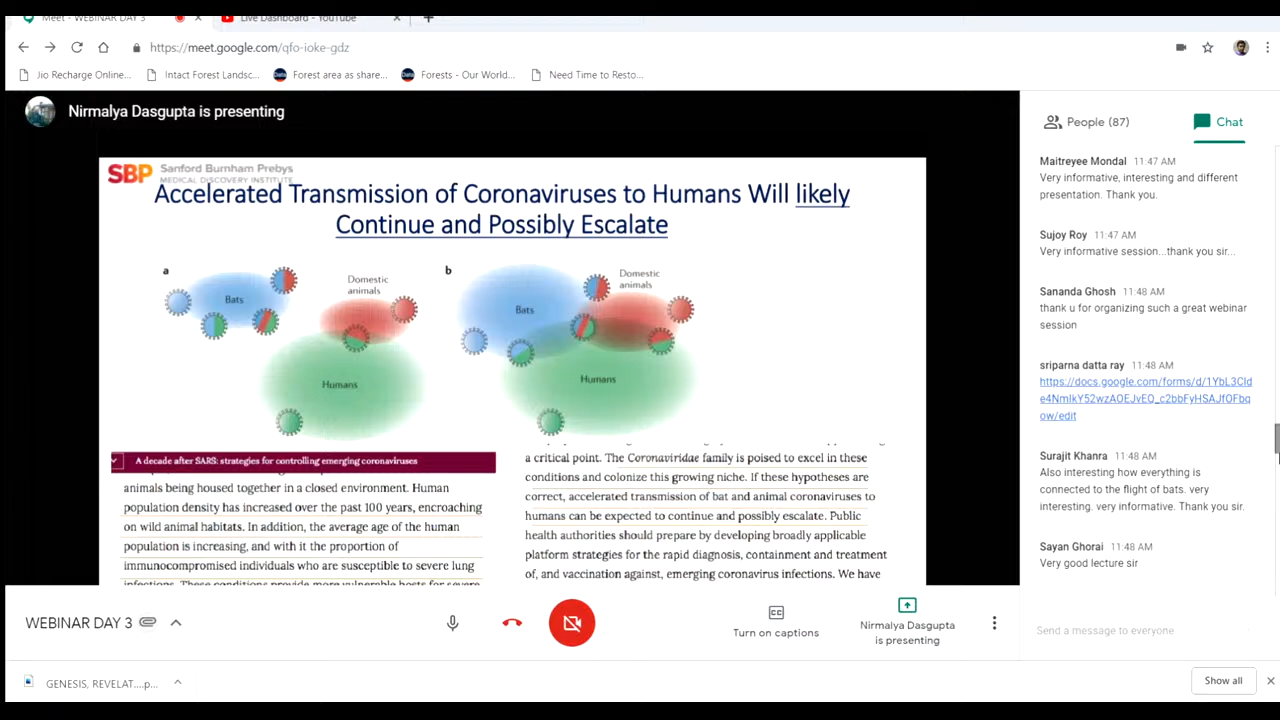 Meet - WEBINAR DAY 3
Live Dashboard - YouTube
https://meet.google.com/qfo-ioke-gdz
Jio Recharge Online...
Intact Forest Landsc...
Forest area as share...
Forests - Our World...
Need Time to Resto...
Nirmalya Dasgupta is presenting
SBP Sanford Burnham Prebys
MEDICAL DISCOVERY INSTITUTE
Accelerated Transmission of Coronaviruses to Humans Will likely
Continue and Possibly Escalate
a
Bats
Domestic
animals
Humans
b
Bats
Domestic
animals
Humans
A decade after SARS: strategies for controlling emerging coronaviruses
animals being housed together in a closed environment. Human
population density has increased over the past 100 years, encroaching
on wild animal habitats. In addition, the average age of the human
population is increasing, and with it the proportion of
immunocompromised individuals who are susceptible to severe lung
infections. These conditions provide more vulnerable hosts for severe
a critical point. The Coronaviridae family is poised to excel in these
conditions and colonize this growing niche. If these hypotheses are
correct, accelerated transmission of bat and animal coronaviruses to
humans can be expected to continue and possibly escalate. Public
health authorities should prepare by developing broadly applicable
platform strategies for the rapid diagnosis, containment and treatment
of, and vaccination against, emerging coronavirus infections. We have
People (87)
Chat
Maitreyee Mondal 11:47 AM
Very informative, interesting and different
presentation. Thank you.
Sujoy Roy 11:47 AM
Very informative session...thank you sir...
Sananda Ghosh 11:48 AM
thank u for organizing such a great webinar
session
sriparna datta ray 11:48 AM
https://docs.google.com/forms/d/1YbL3Cld
e4NmlkY52wzAOEJvEQ_c2bbFyHSAJfOFbq
ow/edit
Surajit Khanra 11:48 AM
Also interesting how everything is
connected to the flight of bats. very
interesting. very informative. Thank you sir.
Sayan Ghorai 11:48 AM
Very good lecture sir
Send a message to everyone
WEBINAR DAY 3
Turn on captions
Nirmalya Dasgupta
is presenting
GENESIS, REVELAT....p...
Show all